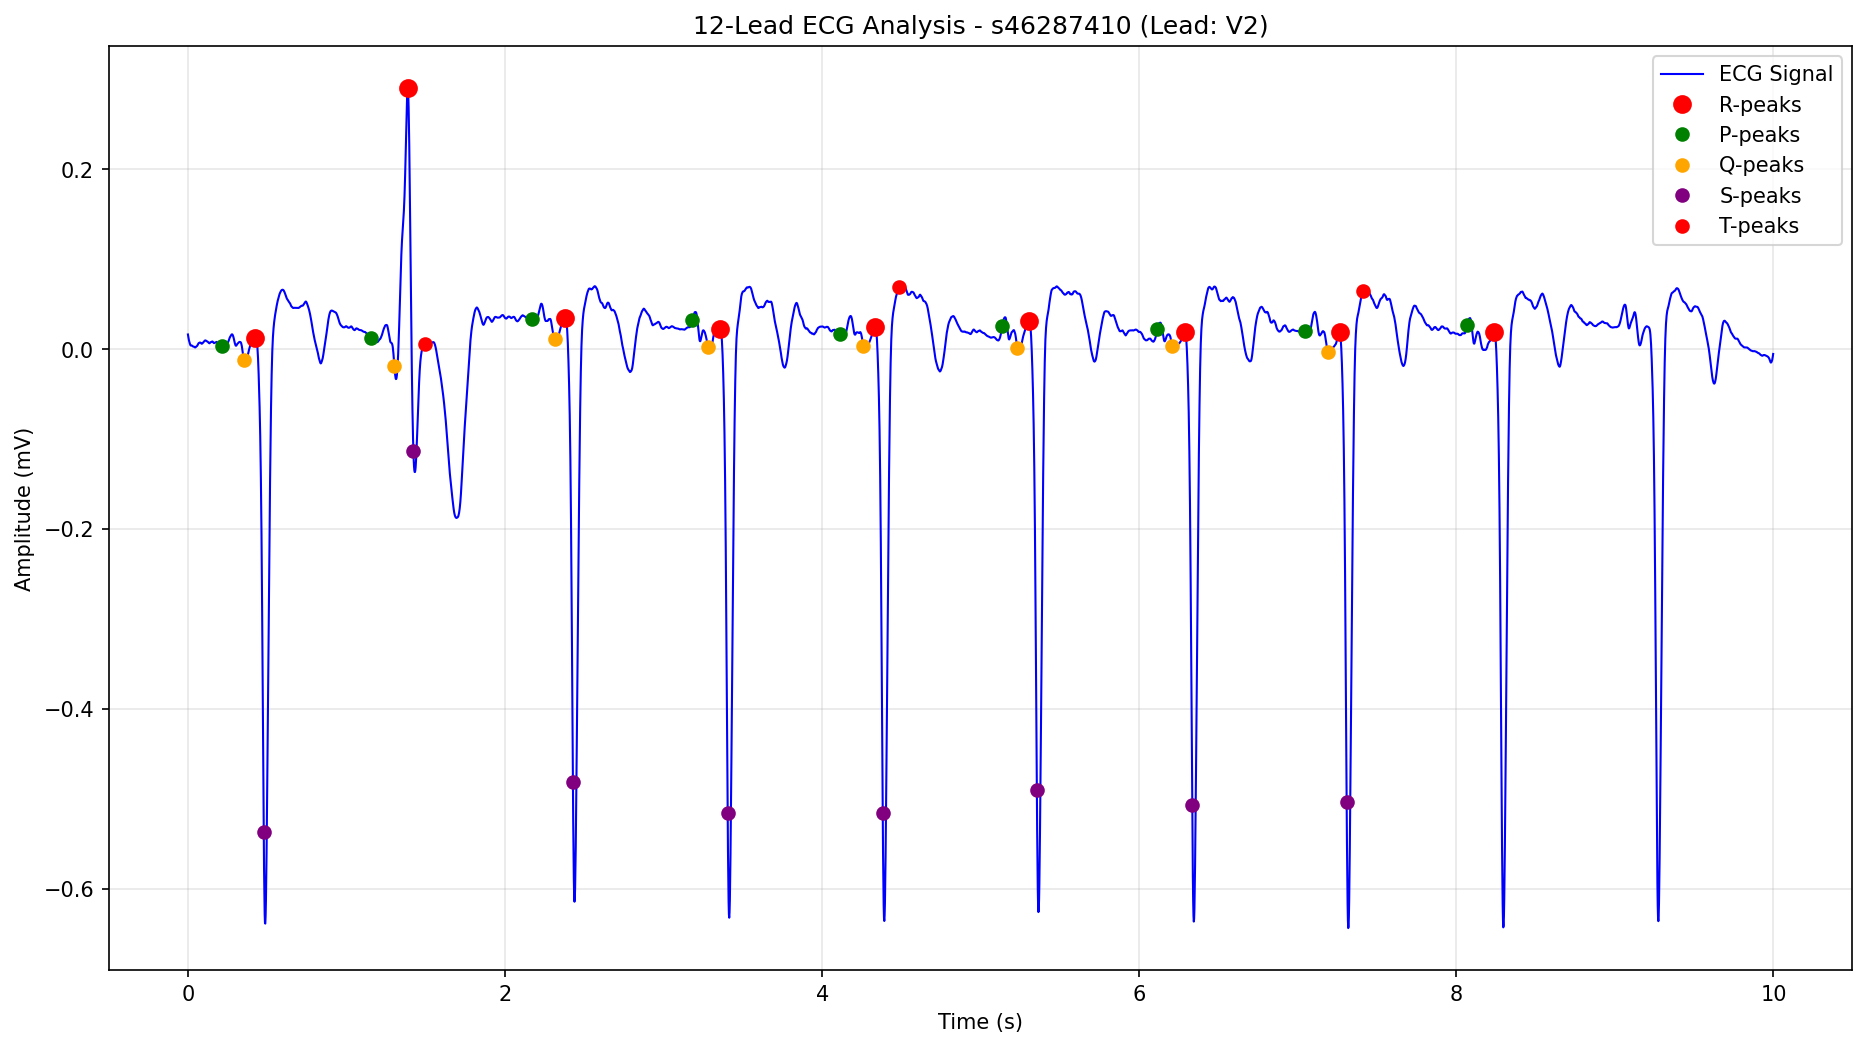 12-Lead ECG Analysis - s46287410 (Lead: V2)
ECG Signal
R-peaks
P-peaks
Q-peaks
S-peaks
T-peaks
Amplitude (mV)
0.2
0.0
−0.2
−0.4
−0.6
0 2 4 6 8 10
Time (s)